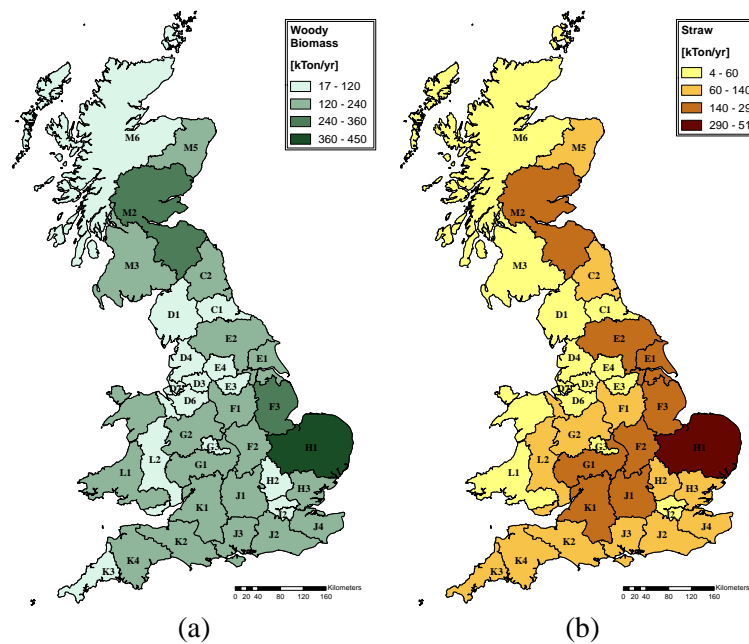 Woody
Biomass
[kTon/yr]
17 - 120
120 - 240
240 - 360
360 - 450
M6
M5
M2
M3
C2
D1
C1
E2
D4
E4
E1
D3
E3
D6
F1
F3
G2
F2
H1
L2
L1
G1
H2
H3
K1
J1
J4
K2
J3
J2
K4
K3
Kilometers
0 20 40 80 120 160
(a)
Straw
[kTon/yr]
4 - 60
60 - 140
140 - 29
290 - 51
M6
M5
M2
M3
C2
D1
C1
E2
D4
E4
E1
D3
E3
D6
F1
F3
G2
F2
H1
L2
L1
G1
H2
H3
K1
J1
J4
K2
J3
J2
K4
K3
Kilometers
0 20 40 80 120 160
(b)